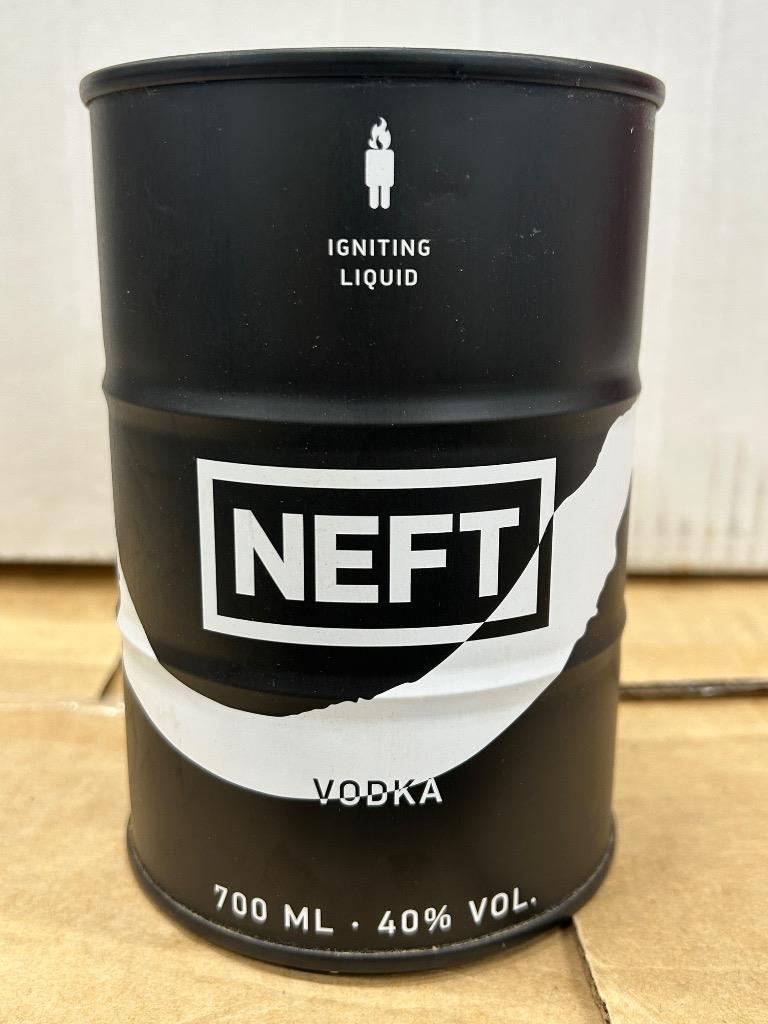 IGNITING
LIQUID
NEFT
VODKA
700 ML · 40% VOL.